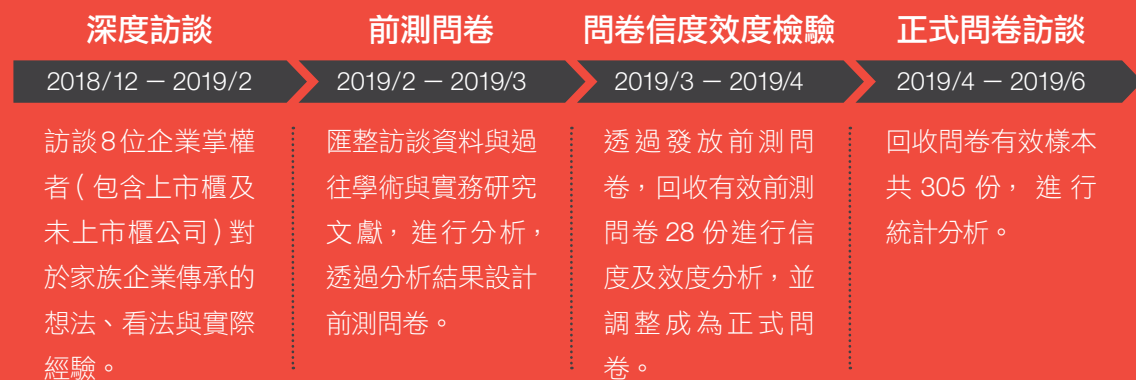 深度訪談
2018/12 － 2019/2
訪談8位企業掌權
者（包含上市櫃及
未上市櫃公司）對
於家族企業傳承的
想法、看法與實際
經驗。
前測問卷
2019/2 － 2019/3
匯整訪談資料與過
往學術與實務研究
文獻，進行分析，
透過分析結果設計
前測問卷。
問卷信度效度檢驗
2019/3 － 2019/4
透過發放前測問
卷，回收有效前測
問卷 28 份進行信
度及效度分析，並
調整成為正式問
卷。
正式問卷訪談
2019/4 － 2019/6
回收問卷有效樣本
共 305 份，進行
統計分析。